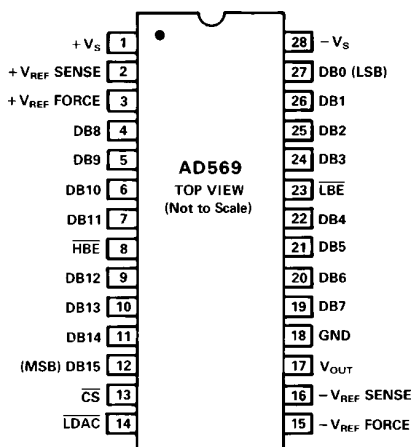 +VS 1
+VREF SENSE 2
+VREF FORCE 3
DB8 4
DB9 5
DB10 6
DB11 7
HBE 8
DB12 9
DB13 10
DB14 11
(MSB) DB15 12
CS 13
LDAC 14
AD569
TOP VIEW
(Not to Scale)
28 −VS
27 DB0 (LSB)
26 DB1
25 DB2
24 DB3
23 LBE
22 DB4
21 DB5
20 DB6
19 DB7
18 GND
17 VOUT
16 −VREF SENSE
15 −VREF FORCE